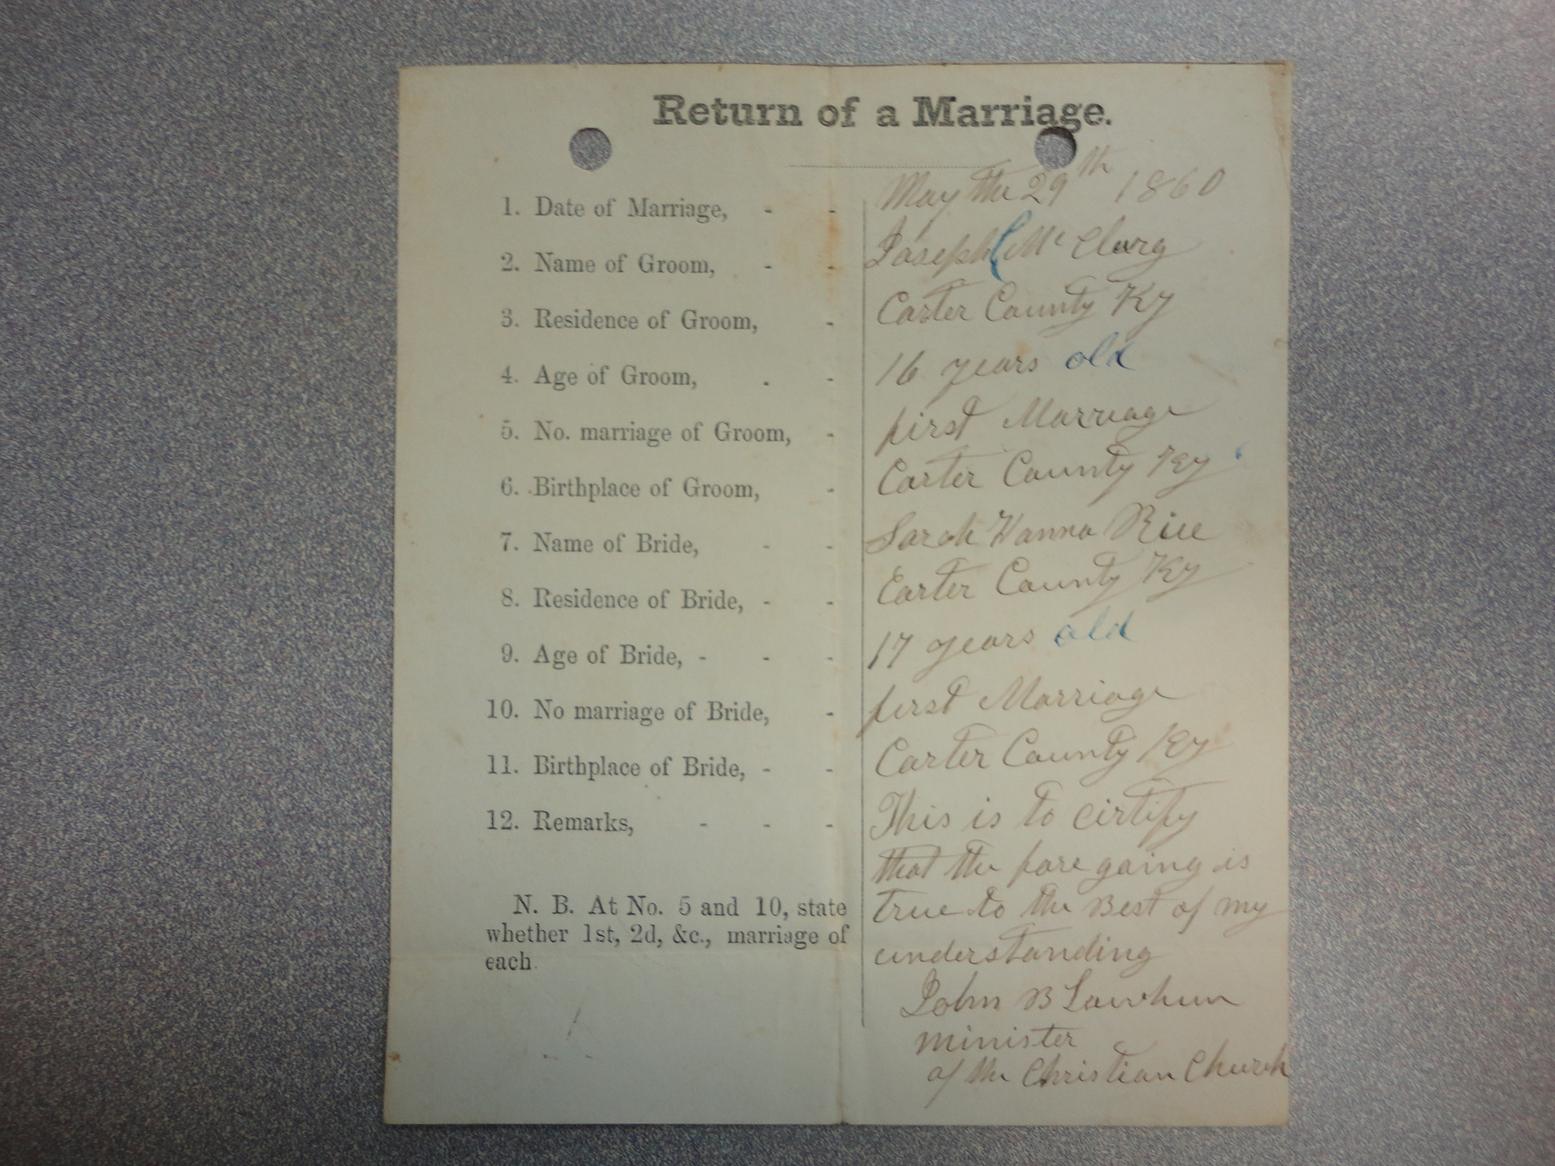 Return of a Marriage.
1. Date of Marriage, - - May the 29th 1860
2. Name of Groom, - - Joseph McClurg
3. Residence of Groom, - Carter County Ky
4. Age of Groom, - - 16 years old
5. No. marriage of Groom, - first Marriage
6. Birthplace of Groom, - Carter County Ky
7. Name of Bride, - - Sarah Hanna Rice
8. Residence of Bride, - - Carter County Ky
9. Age of Bride, - - - 17 years old
10. No marriage of Bride, - first Marriage
11. Birthplace of Bride, - - Carter County Ky
12. Remarks, - - - This is to cirtify
that the fore going is
N. B. At No. 5 and 10, state
whether 1st, 2d, &c., marriage of
each.
true to the Best of my
understanding
John B Lawhun
minister
of the Christian Church